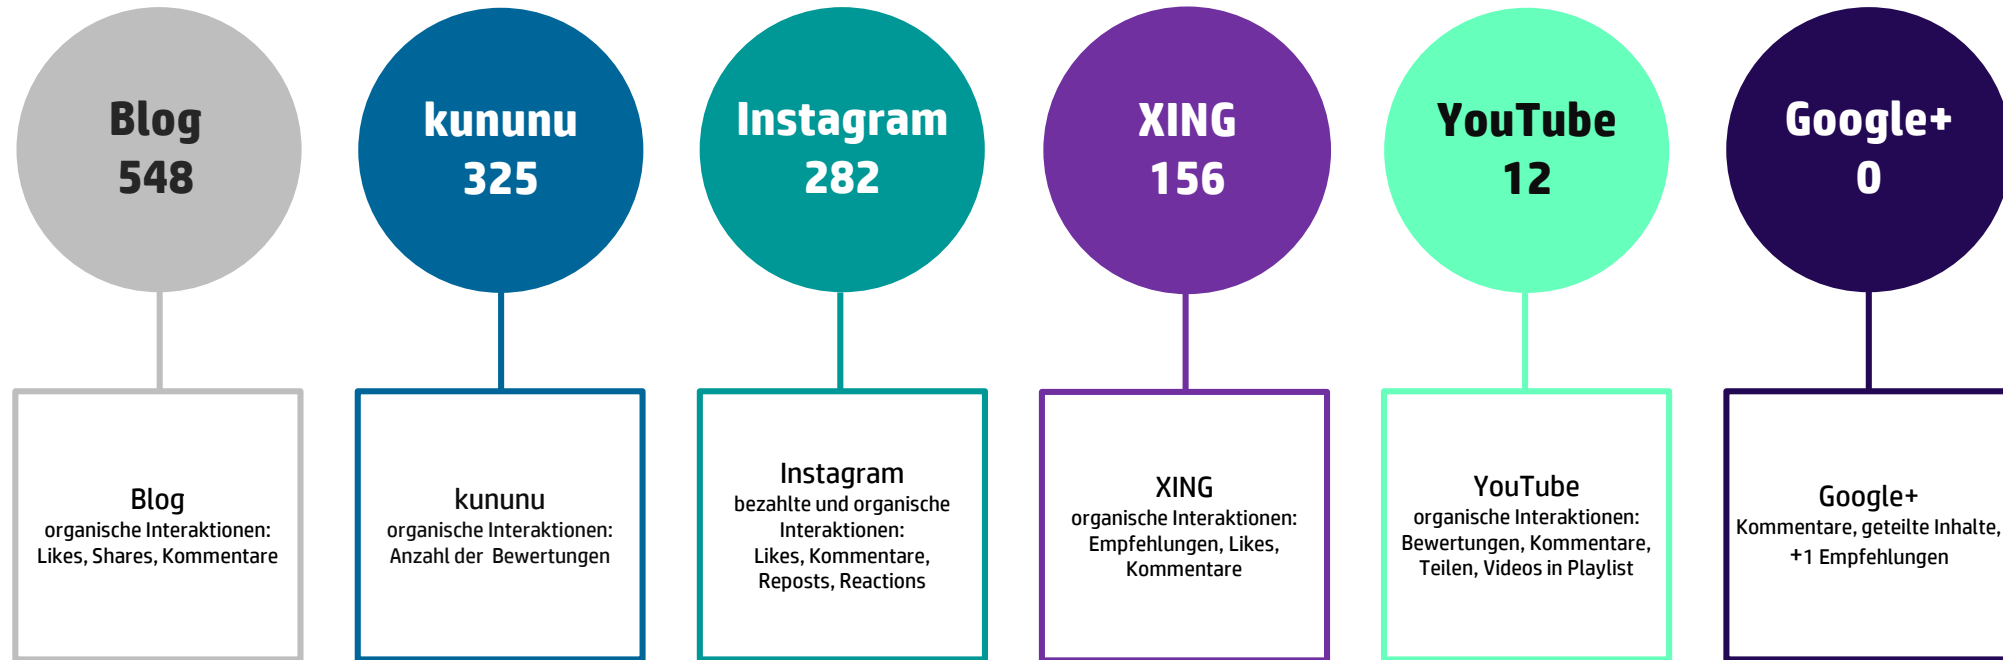 Blog
548
kununu
325
Instagram
282
XING
156
YouTube
12
Google+
0
Blog
organische Interaktionen:
Likes, Shares, Kommentare
kununu
organische Interaktionen:
Anzahl der Bewertungen
Instagram
bezahlte und organische
Interaktionen:
Likes, Kommentare,
Reposts, Reactions
XING
organische Interaktionen:
Empfehlungen, Likes,
Kommentare
YouTube
organische Interaktionen:
Bewertungen, Kommentare,
Teilen, Videos in Playlist
Google+
Kommentare, geteilte Inhalte,
+1 Empfehlungen